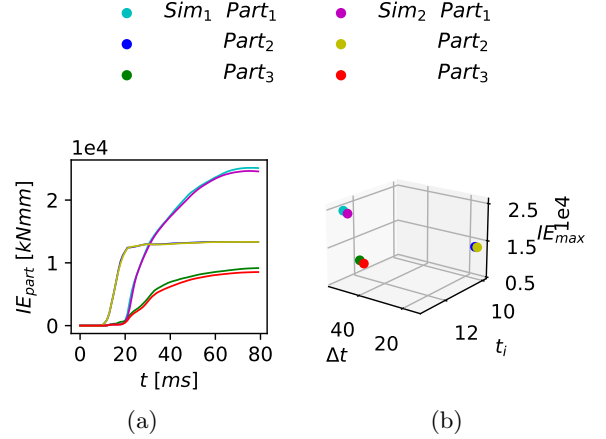 Sim₁ Part₁ Sim₂ Part₁
Part₂ Part₂
Part₃ Part₃
1e4
2
1
0
IE_part [kNmm]
0 20 40 60 80
t [ms]
2.5
1.5
0.5
1e4
IE_max
10
12
t_i
40
20
Δt
(a) (b)